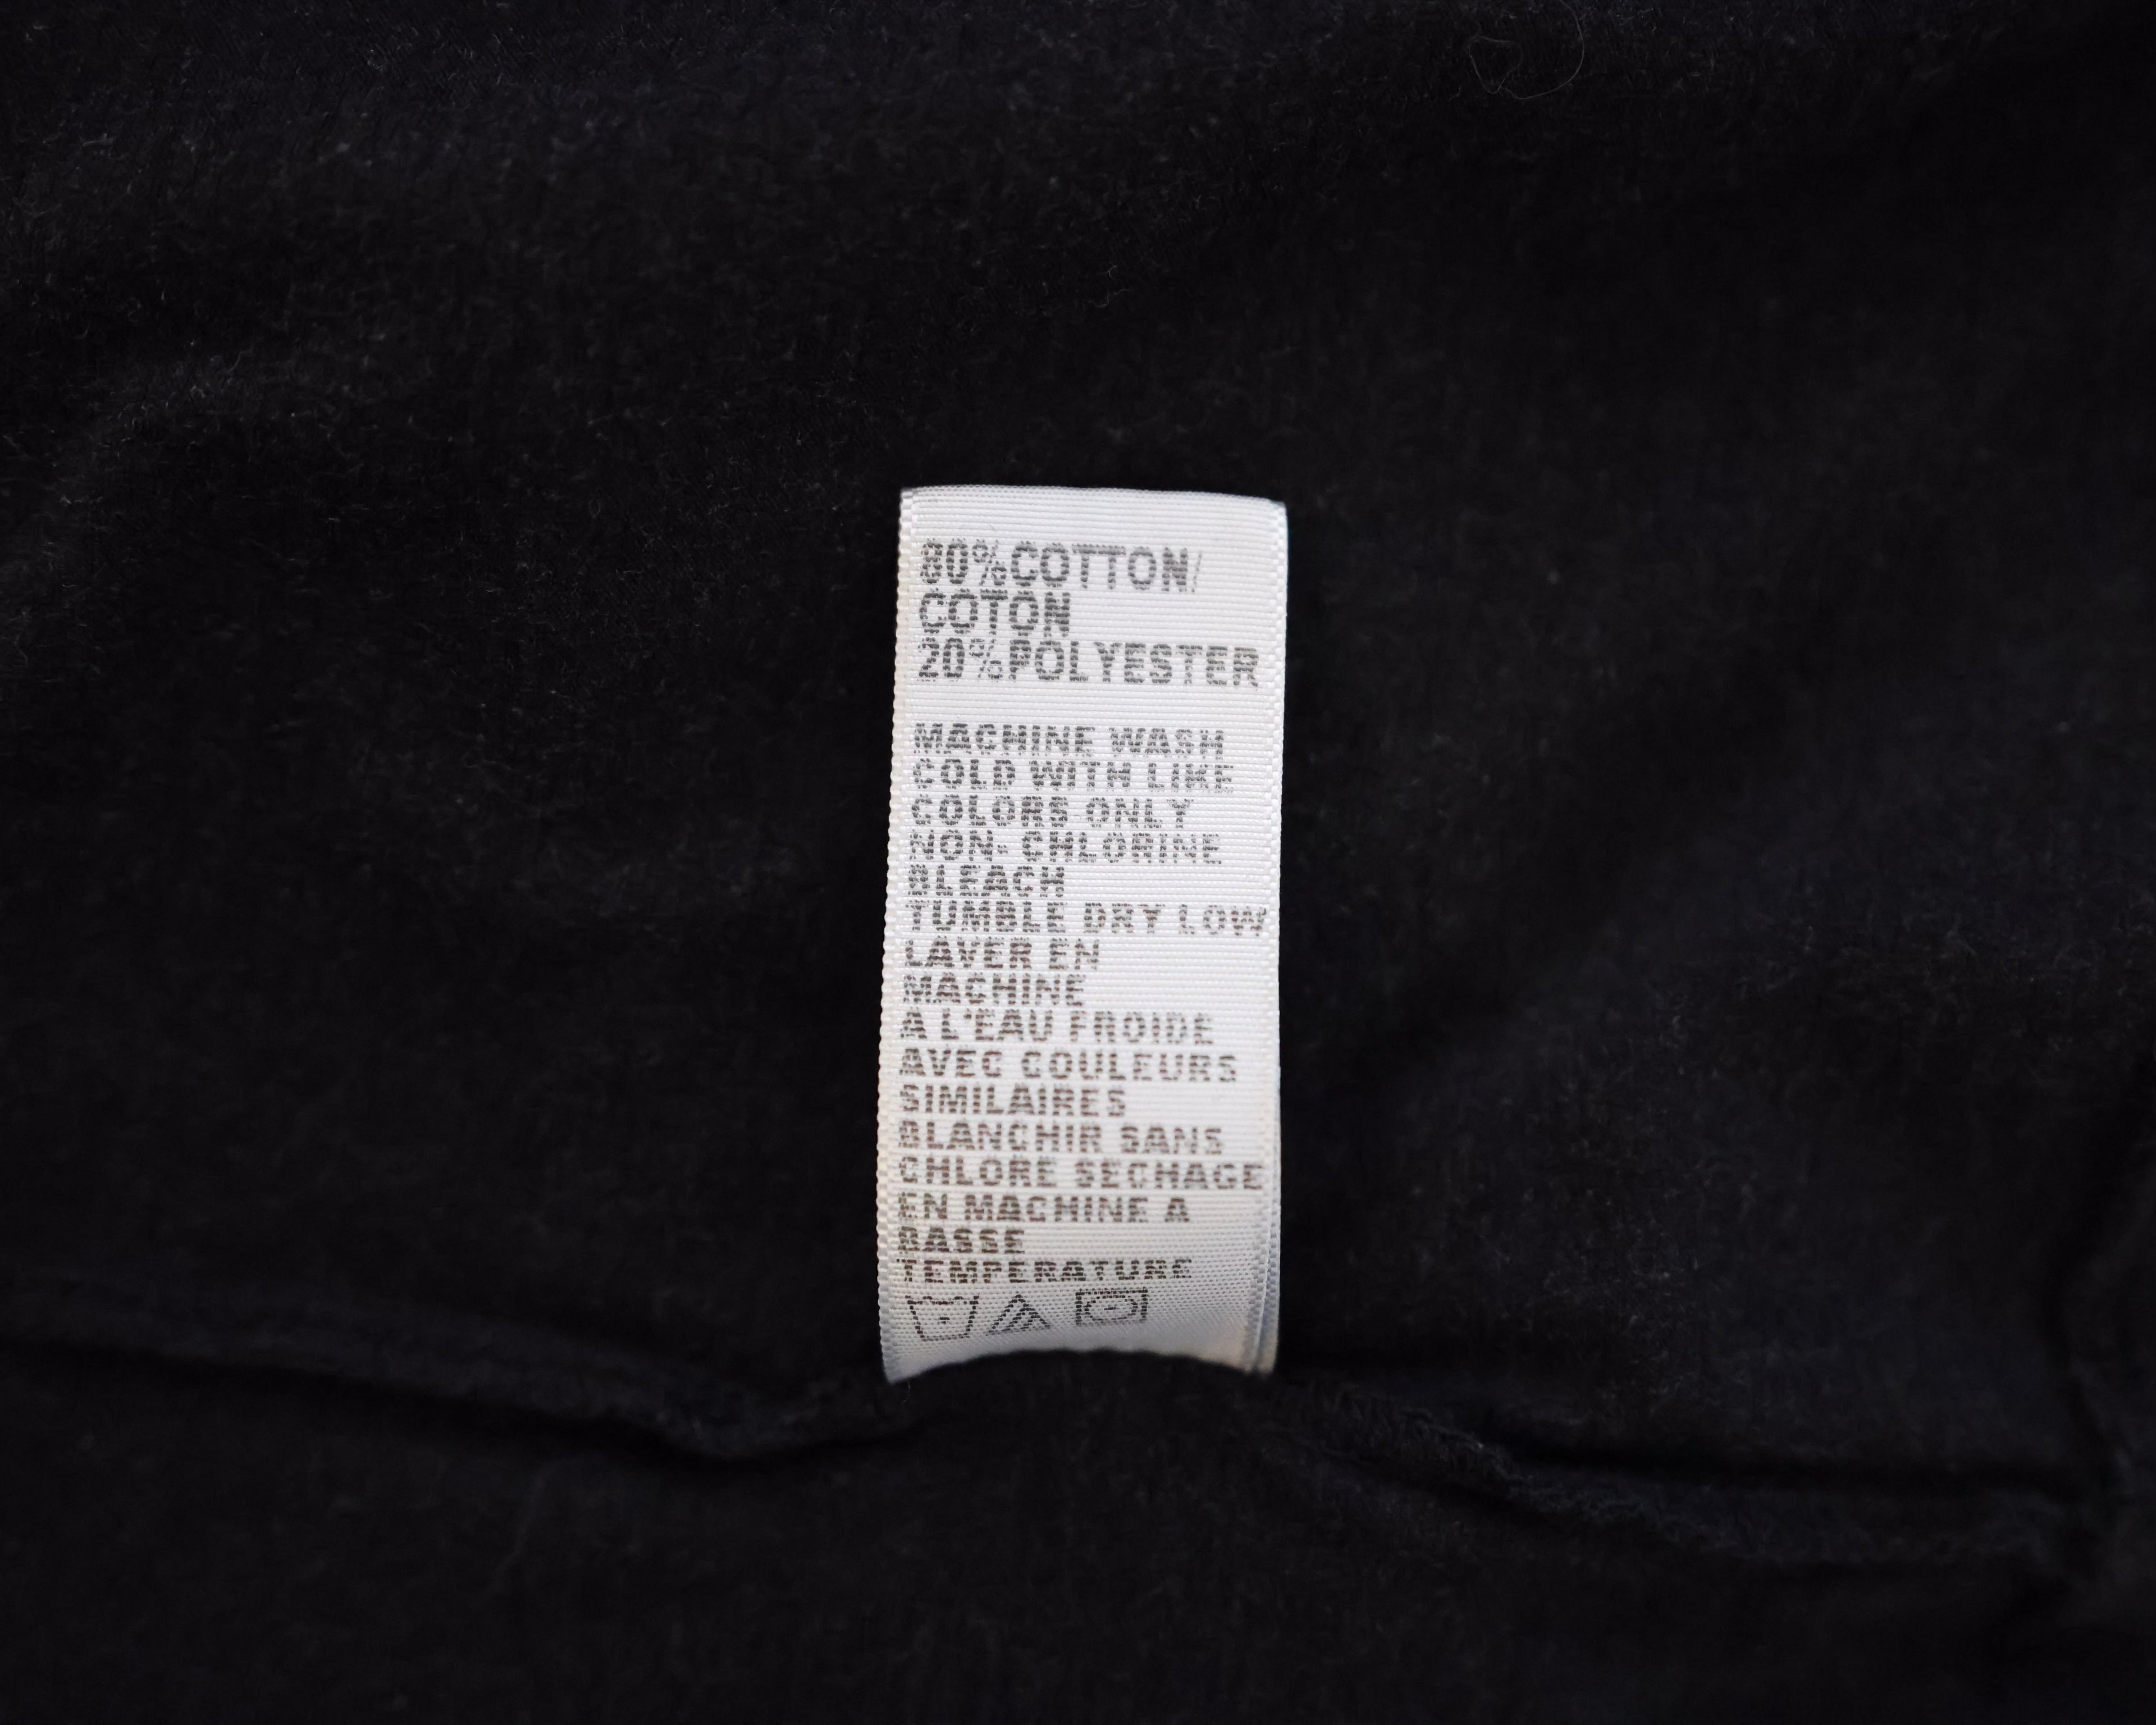 80%COTTON/
COTON
20%POLYESTER
MACHINE WASH
COLD WITH LIKE
COLORS ONLY
NON- CHLORINE
BLEACH
TUMBLE DRY LOW
LAVER EN
MACHINE
A L'EAU FROIDE
AVEC COULEURS
SIMILAIRES
BLANCHIR SANS
CHLORE SECHAGE
EN MACHINE A
BASSE
TEMPERATURE